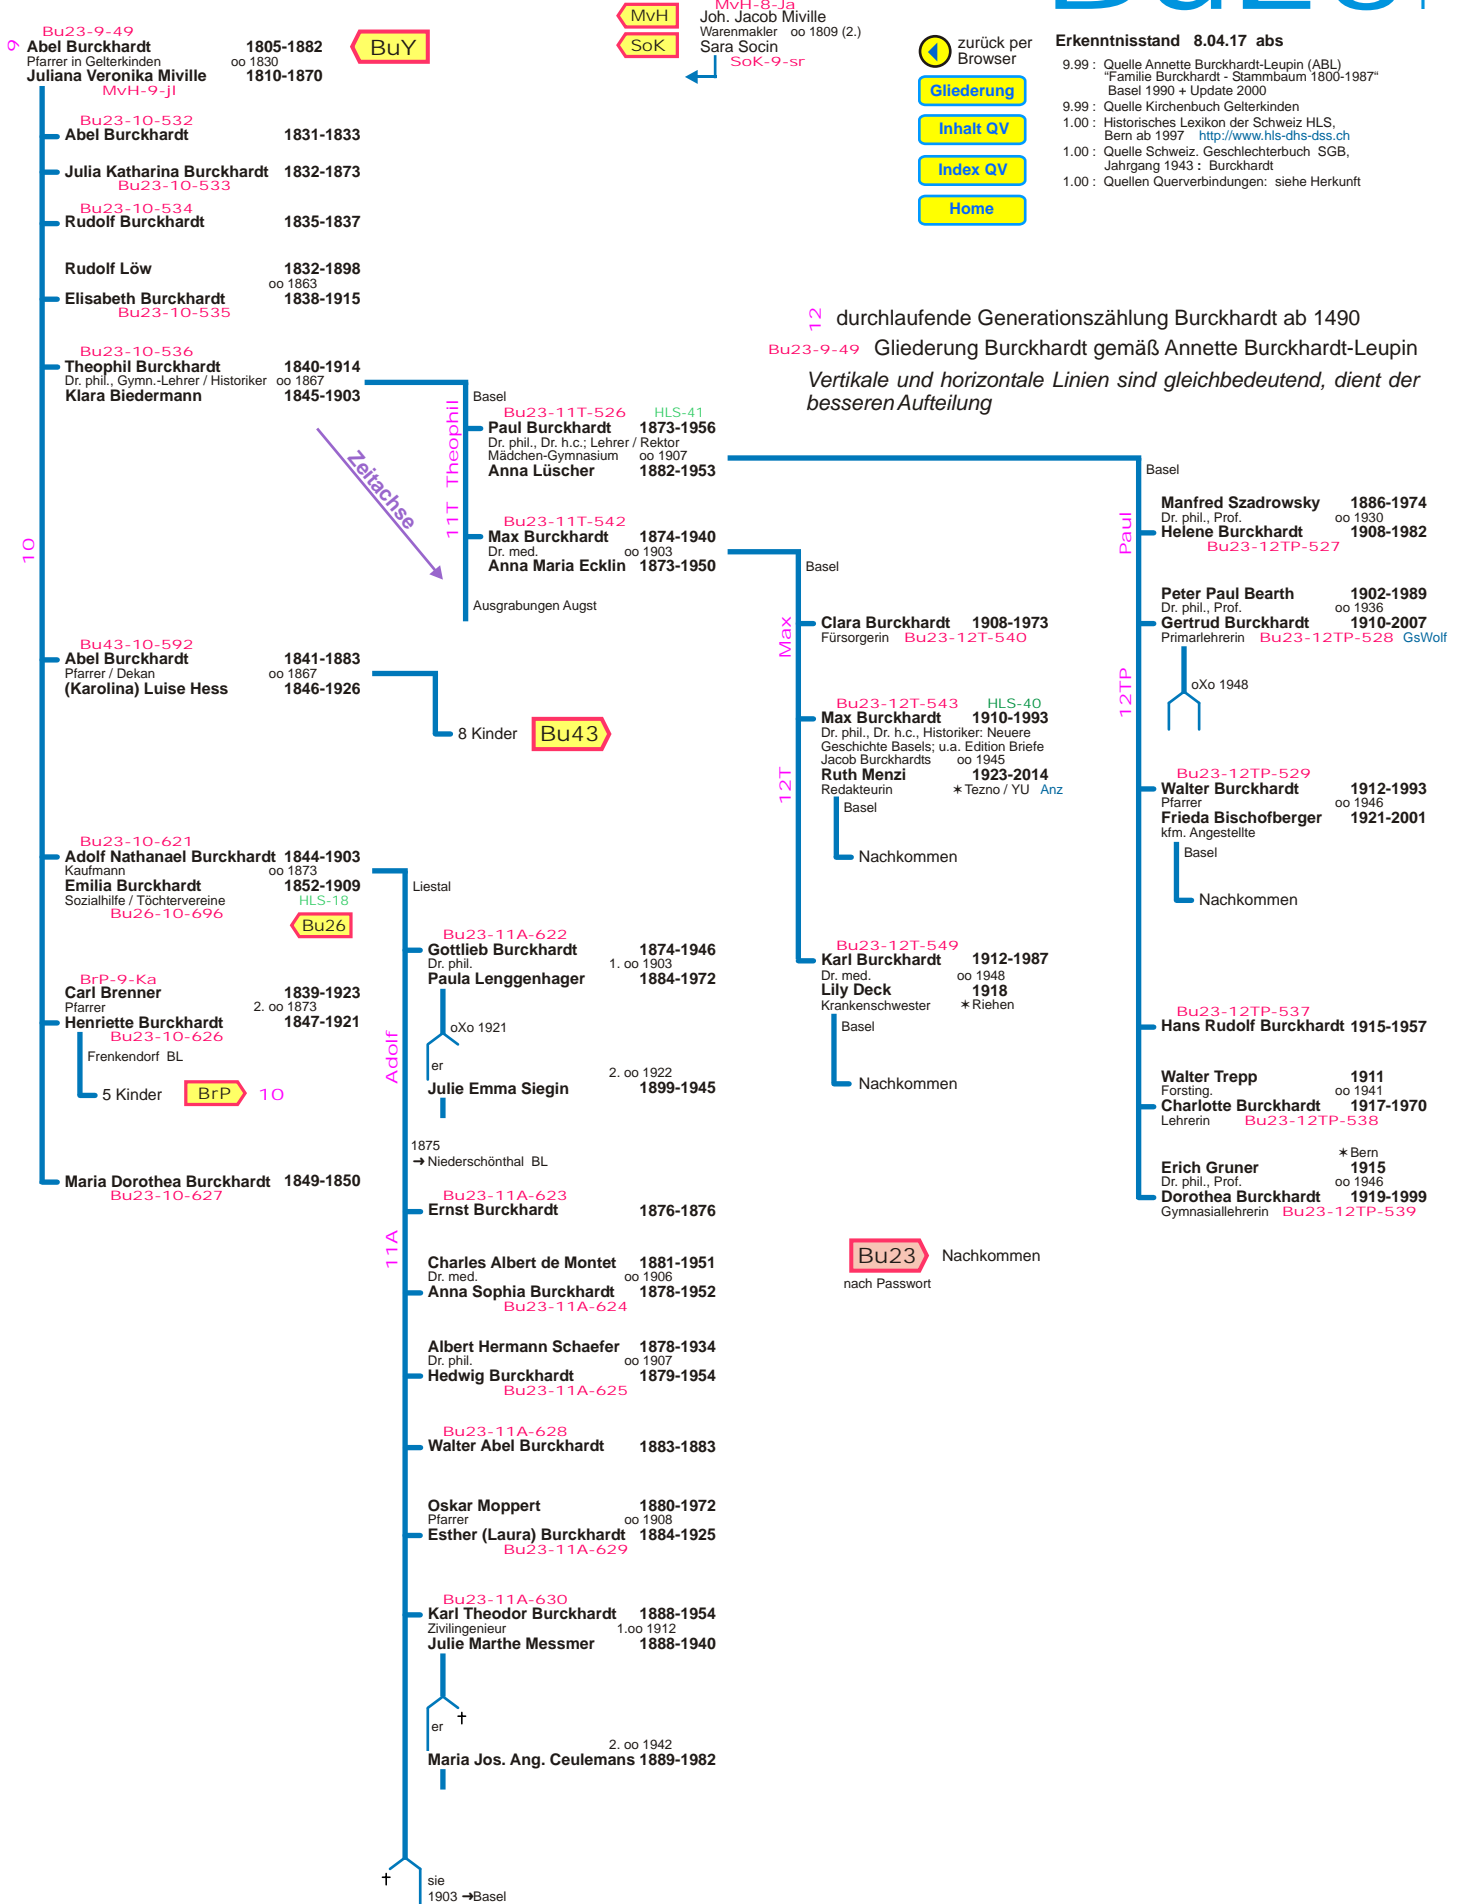 Bu23-9-49
9
Abel Burckhardt 1805-1882
Pfarrer in Gelterkinden oo 1830
Juliana Veronika Miville 1810-1870
MvH-9-jl
BuY
MvH
SoK
MvH-8-Ja
Joh. Jacob Miville
Warenmakler oo 1809 (2.)
Sara Socin
SoK-9-sr
zurück per
Browser
Gliederung
Inhalt QV
Index QV
Home
Erkenntnisstand 8.04.17 abs
9.99 : Quelle Annette Burckhardt-Leupin (ABL)
"Familie Burckhardt - Stammbaum 1800-1987"
Basel 1990 + Update 2000
9.99 : Quelle Kirchenbuch Gelterkinden
1.00 : Historisches Lexikon der Schweiz HLS,
Bern ab 1997 http://www.hls-dhs-dss.ch
1.00 : Quelle Schweiz. Geschlechterbuch SGB,
Jahrgang 1943 : Burckhardt
1.00 : Quellen Querverbindungen: siehe Herkunft
12 durchlaufende Generationszählung Burckhardt ab 1490
Bu23-9-49 Gliederung Burckhardt gemäß Annette Burckhardt-Leupin
Vertikale und horizontale Linien sind gleichbedeutend, dient der
besseren Aufteilung
10
Bu23-10-532
Abel Burckhardt 1831-1833
Julia Katharina Burckhardt 1832-1873
Bu23-10-533
Bu23-10-534
Rudolf Burckhardt 1835-1837
Rudolf Löw 1832-1898
oo 1863
Elisabeth Burckhardt 1838-1915
Bu23-10-535
Bu23-10-536
Theophil Burckhardt 1840-1914
Dr. phil., Gymn.-Lehrer / Historiker oo 1867
Klara Biedermann 1845-1903
Zeitachse
Bu43-10-592
Abel Burckhardt 1841-1883
Pfarrer / Dekan oo 1867
(Karolina) Luise Hess 1846-1926
8 Kinder Bu43
Bu23-10-621
Adolf Nathanael Burckhardt 1844-1903
Kaufmann oo 1873
Emilia Burckhardt 1852-1909
Sozialhilfe / Töchtervereine HLS-18
Bu26-10-696
Bu26
BrP-9-Ka
Carl Brenner 1839-1923
Pfarrer 2. oo 1873
Henriette Burckhardt 1847-1921
Bu23-10-626
Frenkendorf BL
5 Kinder BrP 10
Maria Dorothea Burckhardt 1849-1850
Bu23-10-627
11T Theophil
Basel
Bu23-11T-526 HLS-41
Paul Burckhardt 1873-1956
Dr. phil., Dr. h.c.; Lehrer / Rektor
Mädchen-Gymnasium oo 1907
Anna Lüscher 1882-1953
Bu23-11T-542
Max Burckhardt 1874-1940
Dr. med. oo 1903
Anna Maria Ecklin 1873-1950
Ausgrabungen Augst
11A Adolf
Liestal
Bu23-11A-622
Gottlieb Burckhardt 1874-1946
Dr. phil. 1. oo 1903
Paula Lenggenhager 1884-1972
oXo 1921
er
2. oo 1922
Julie Emma Siegin 1899-1945
1875
→ Niederschönthal BL
Bu23-11A-623
Ernst Burckhardt 1876-1876
Charles Albert de Montet 1881-1951
Dr. med. oo 1906
Anna Sophia Burckhardt 1878-1952
Bu23-11A-624
Albert Hermann Schaefer 1878-1934
Dr. phil. oo 1907
Hedwig Burckhardt 1879-1954
Bu23-11A-625
Bu23-11A-628
Walter Abel Burckhardt 1883-1883
Oskar Moppert 1880-1972
Pfarrer oo 1908
Esther (Laura) Burckhardt 1884-1925
Bu23-11A-629
Bu23-11A-630
Karl Theodor Burckhardt 1888-1954
Zivilingenieur 1.oo 1912
Julie Marthe Messmer 1888-1940
†
er
2. oo 1942
Maria Jos. Ang. Ceulemans 1889-1982
† sie
1903 →Basel
12T Max
Basel
Clara Burckhardt 1908-1973
Fürsorgerin Bu23-12T-540
Bu23-12T-543 HLS-40
Max Burckhardt 1910-1993
Dr. phil., Dr. h.c., Historiker: Neuere
Geschichte Basels; u.a. Edition Briefe
Jacob Burckhardts oo 1945
Ruth Menzi 1923-2014
Redakteurin ✶Tezno / YU Anz
Basel
Nachkommen
Bu23-12T-549
Karl Burckhardt 1912-1987
Dr. med. oo 1948
Lily Deck 1918
Krankenschwester ✶Riehen
Basel
Nachkommen
12TP Paul
Basel
Manfred Szadrowsky 1886-1974
Dr. phil., Prof. oo 1930
Helene Burckhardt 1908-1982
Bu23-12TP-527
Peter Paul Bearth 1902-1989
Dr. phil., Prof. oo 1936
Gertrud Burckhardt 1910-2007
Primarlehrerin Bu23-12TP-528 GsWolf
oXo 1948
Bu23-12TP-529
Walter Burckhardt 1912-1993
Pfarrer oo 1946
Frieda Bischofberger 1921-2001
kfm. Angestellte
Basel
Nachkommen
Bu23-12TP-537
Hans Rudolf Burckhardt 1915-1957
Walter Trepp 1911
Forsting. oo 1941
Charlotte Burckhardt 1917-1970
Lehrerin Bu23-12TP-538
✶Bern
Erich Gruner 1915
Dr. phil., Prof. oo 1946
Dorothea Burckhardt 1919-1999
Gymnasiallehrerin Bu23-12TP-539
Bu23 Nachkommen
nach Passwort